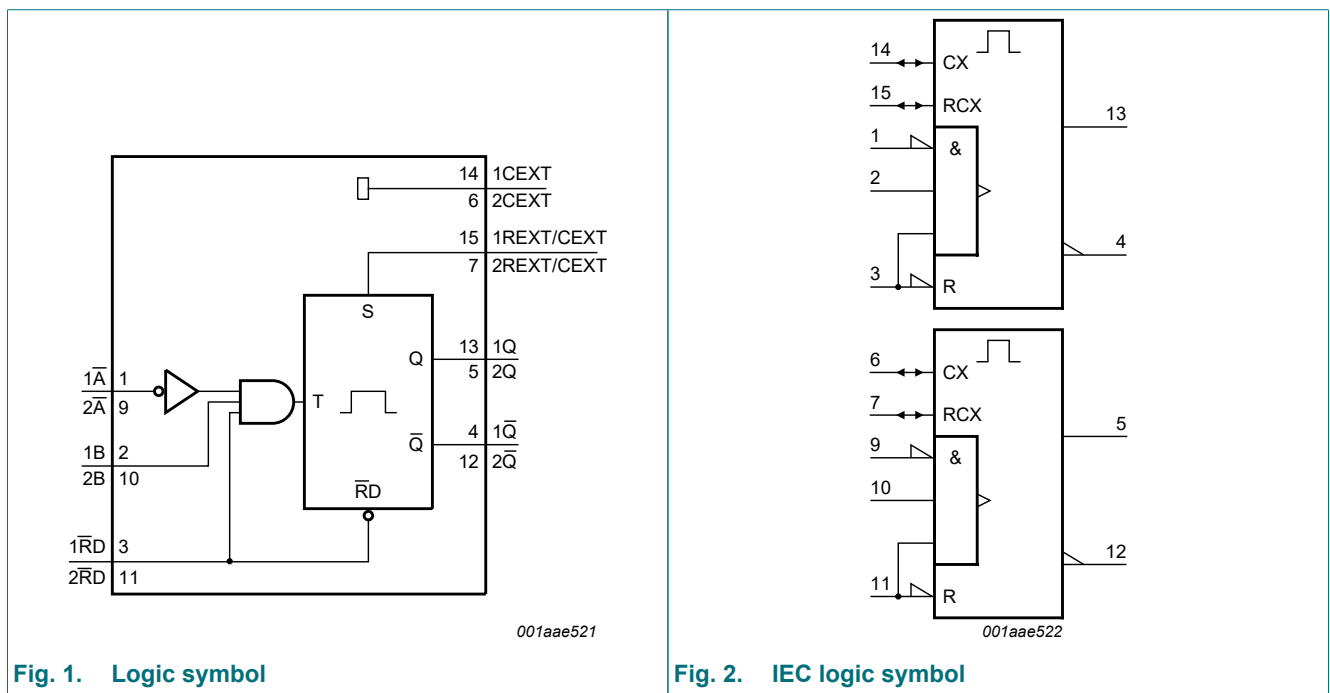 14 1CEXT
6 2CEXT
15 1REXT/CEXT
7 2REXT/CEXT
S
Q
13 1Q
5 2Q
1A̅ 1
2A̅ 9
T
1B 2
2B 10
Q̅
4 1Q̅
12 2Q̅
R̅D
1R̅D 3
2R̅D 11
001aae521
Fig. 1. Logic symbol
14 CX
15 RCX
13
1 &
2
4
3 R
6 CX
7 RCX
5
9 &
10
12
11 R
001aae522
Fig. 2. IEC logic symbol